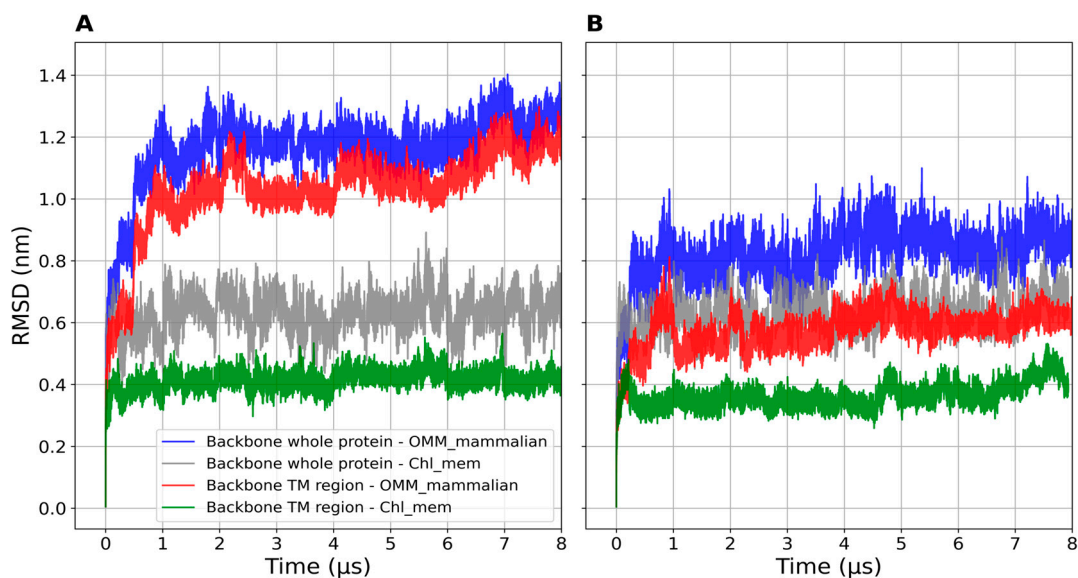 A
B
RMSD (nm)
1.4
1.2
1.0
0.8
0.6
0.4
0.2
0.0
Backbone whole protein - OMM_mammalian
Backbone whole protein - Chl_mem
Backbone TM region - OMM_mammalian
Backbone TM region - Chl_mem
0 1 2 3 4 5 6 7 8
0 1 2 3 4 5 6 7 8
Time (μs)
Time (μs)